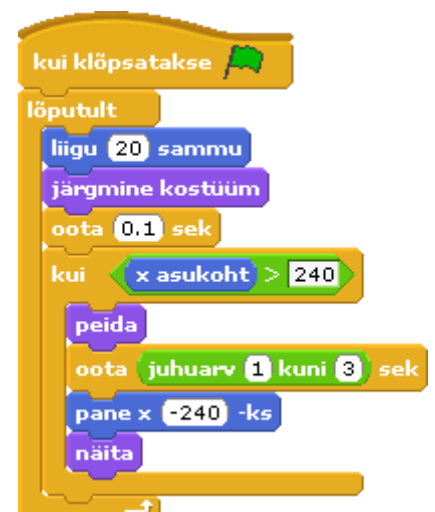 kui klõpsatakse
lõputult
liigu 20 sammu
järgmine kostüüm
oota 0.1 sek
kui x asukoht > 240
peida
oota juhuarv 1 kuni 3 sek
pane x -240 -ks
näita